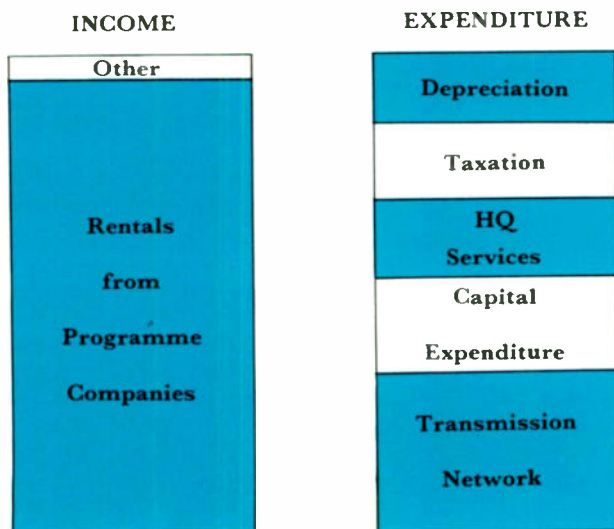 INCOME
Other
Rentals
from
Programme
Companies
EXPENDITURE
Depreciation
Taxation
HQ
Services
Capital
Expenditure
Transmission
Network